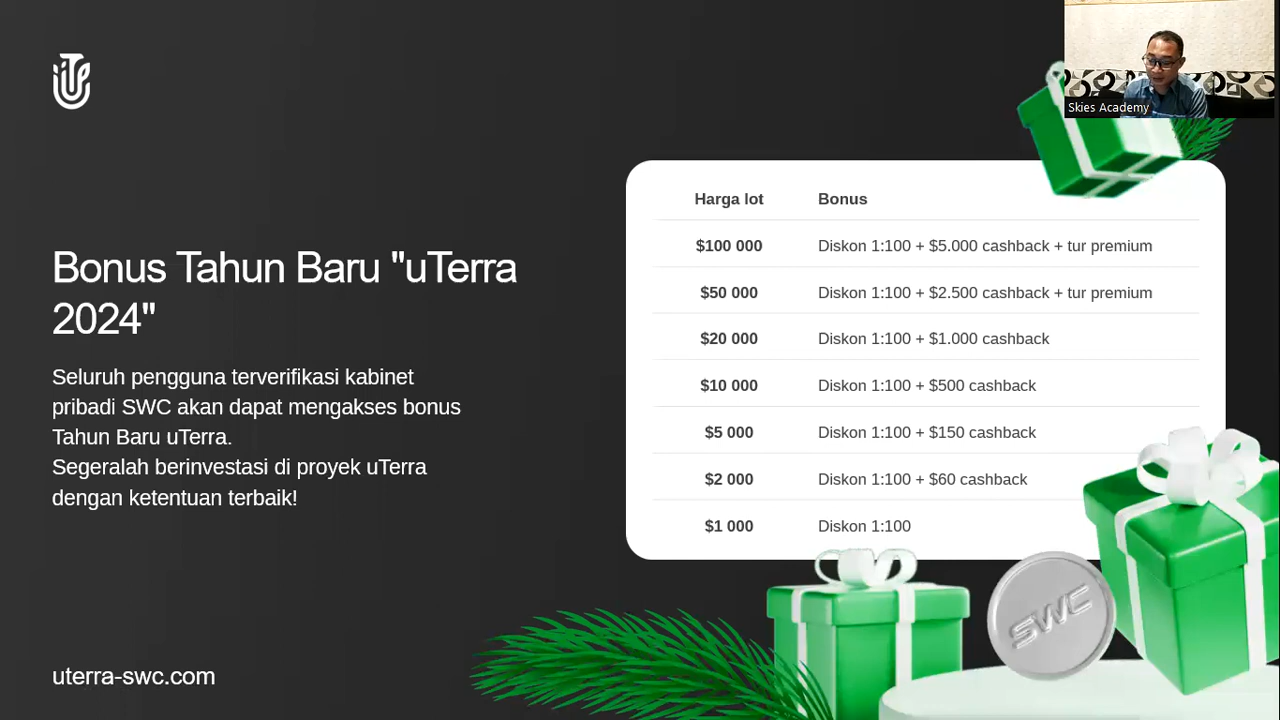 Skies Academy
Bonus Tahun Baru "uTerra
2024"
Seluruh pengguna terverifikasi kabinet
pribadi SWC akan dapat mengakses bonus
Tahun Baru uTerra.
Segeralah berinvestasi di proyek uTerra
dengan ketentuan terbaik!
Harga lot Bonus
$100 000 Diskon 1:100 + $5.000 cashback + tur premium
$50 000 Diskon 1:100 + $2.500 cashback + tur premium
$20 000 Diskon 1:100 + $1.000 cashback
$10 000 Diskon 1:100 + $500 cashback
$5 000 Diskon 1:100 + $150 cashback
$2 000 Diskon 1:100 + $60 cashback
$1 000 Diskon 1:100
SWC
uterra-swc.com